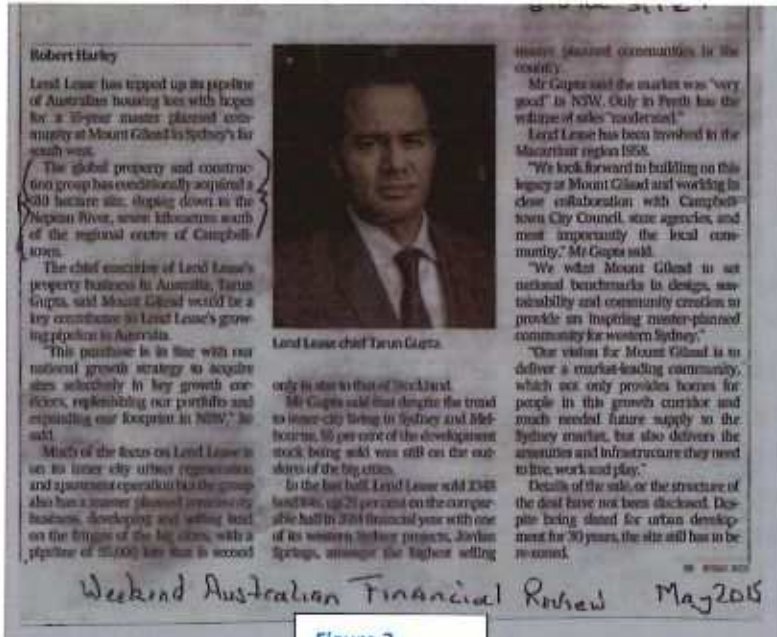 Robert Harley
Lend Lease has topped up its pipeline
of Australian housing lots with hopes
for a 15-year master planned com-
munity at Mount Gilead in Sydney's far
south west.
The global property and construc-
tion group has conditionally acquired a
hectare site, sloping down to the
Nepean River, seven kilometres south
of the regional centre of Campbell-
town.
The chief executive of Lend Lease's
property business in Australia, Tarun
Gupta, said Mount Gilead would be a
key contributor to Lend Lease's grow-
ing pipeline in Australia.
"This purchase is in line with our
national growth strategy to acquire
sites selectively in key growth cor-
ridors, replenishing our portfolio and
expanding our footprint in NSW," he
said.
Much of the focus on Lend Lease is
on its inner city urban regeneration
and apartment operation but the group
also has a master planned community
business, developing and selling land
on the fringes of the big cities, with a
pipeline of lots that is second
Lend Lease chief Tarun Gupta.
only in size to that of Stockland.
Mr Gupta said that despite the trend
to inner-city living in Sydney and Mel-
bourne, per cent of the development
stock being sold was still on the out-
skirts of the big cities.
In the last half, Lend Lease sold
land lots, up per cent on the compar-
able half in 2014 financial year with one
of its western Sydney projects, Jordan
Springs, amongst the highest selling
master planned communities in the
country.
Mr Gupta said the market was "very
good" in NSW. Only in Perth has the
volume of sales "moderated."
Lend Lease has been involved in the
Macarthur region 1958.
"We look forward to building on this
legacy at Mount Gilead and working in
close collaboration with Campbell-
town City Council, state agencies, and
most importantly the local com-
munity," Mr Gupta said.
"We want Mount Gilead to set
national benchmarks in design, sus-
tainability and community creation to
provide an inspiring master-planned
community for western Sydney."
"Our vision for Mount Gilead is to
deliver a market-leading community,
which not only provides homes for
people in this growth corridor and
much needed future supply to the
Sydney market, but also delivers the
amenities and infrastructure they need
to live, work and play."
Details of the sale, or the structure of
the deal have not been disclosed. Des-
pite being slated for urban develop-
ment for 30 years, the site still has to be
re-zoned.
Weekend Australian Financial Review May 2015